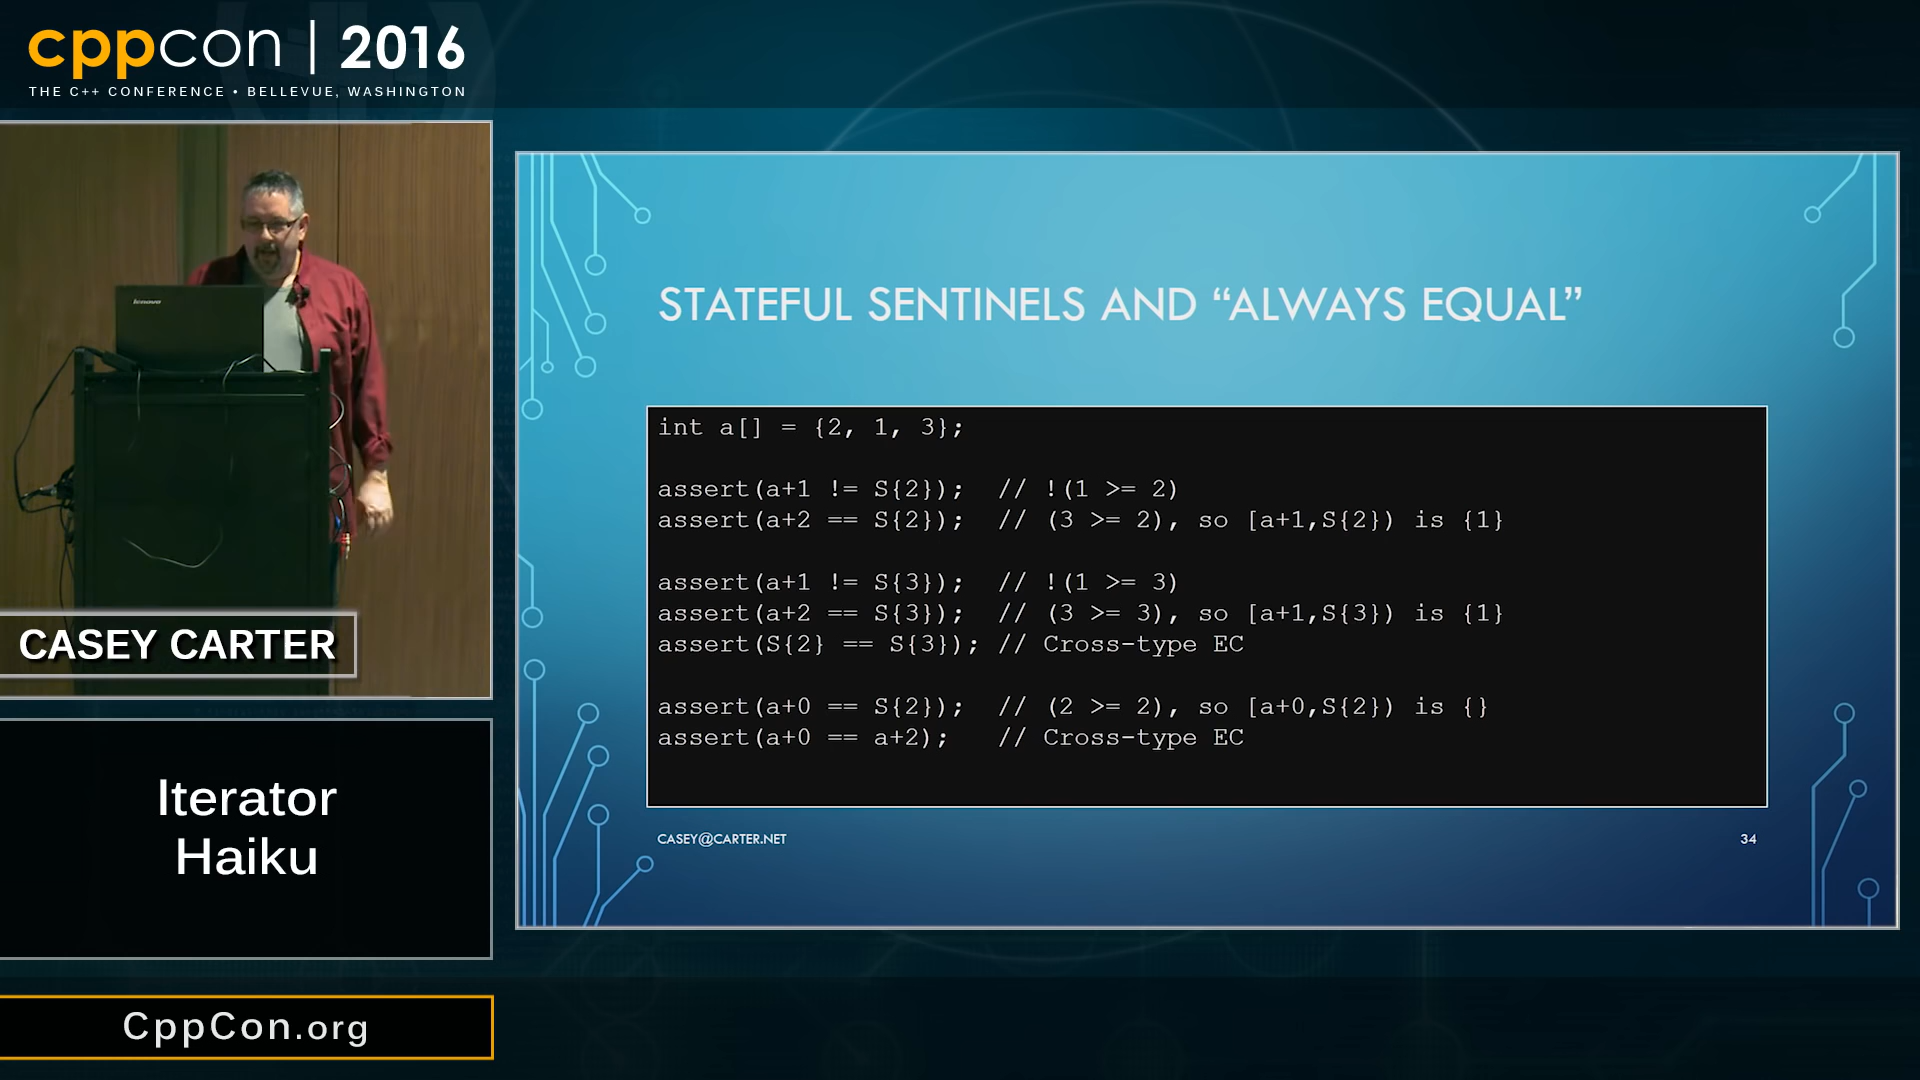 cppcon | 2016
THE C++ CONFERENCE • BELLEVUE, WASHINGTON
lenovo
CASEY CARTER
Iterator
Haiku
CppCon.org
STATEFUL SENTINELS AND “ALWAYS EQUAL”
int a[] = {2, 1, 3};
assert(a+1 != S{2});  // !(1 >= 2)
assert(a+2 == S{2});  // (3 >= 2), so [a+1,S{2}) is {1}
assert(a+1 != S{3});  // !(1 >= 3)
assert(a+2 == S{3});  // (3 >= 3), so [a+1,S{3}) is {1}
assert(S{2} == S{3}); // Cross-type EC
assert(a+0 == S{2});  // (2 >= 2), so [a+0,S{2}) is {}
assert(a+0 == a+2);   // Cross-type EC
CASEY@CARTER.NET
34